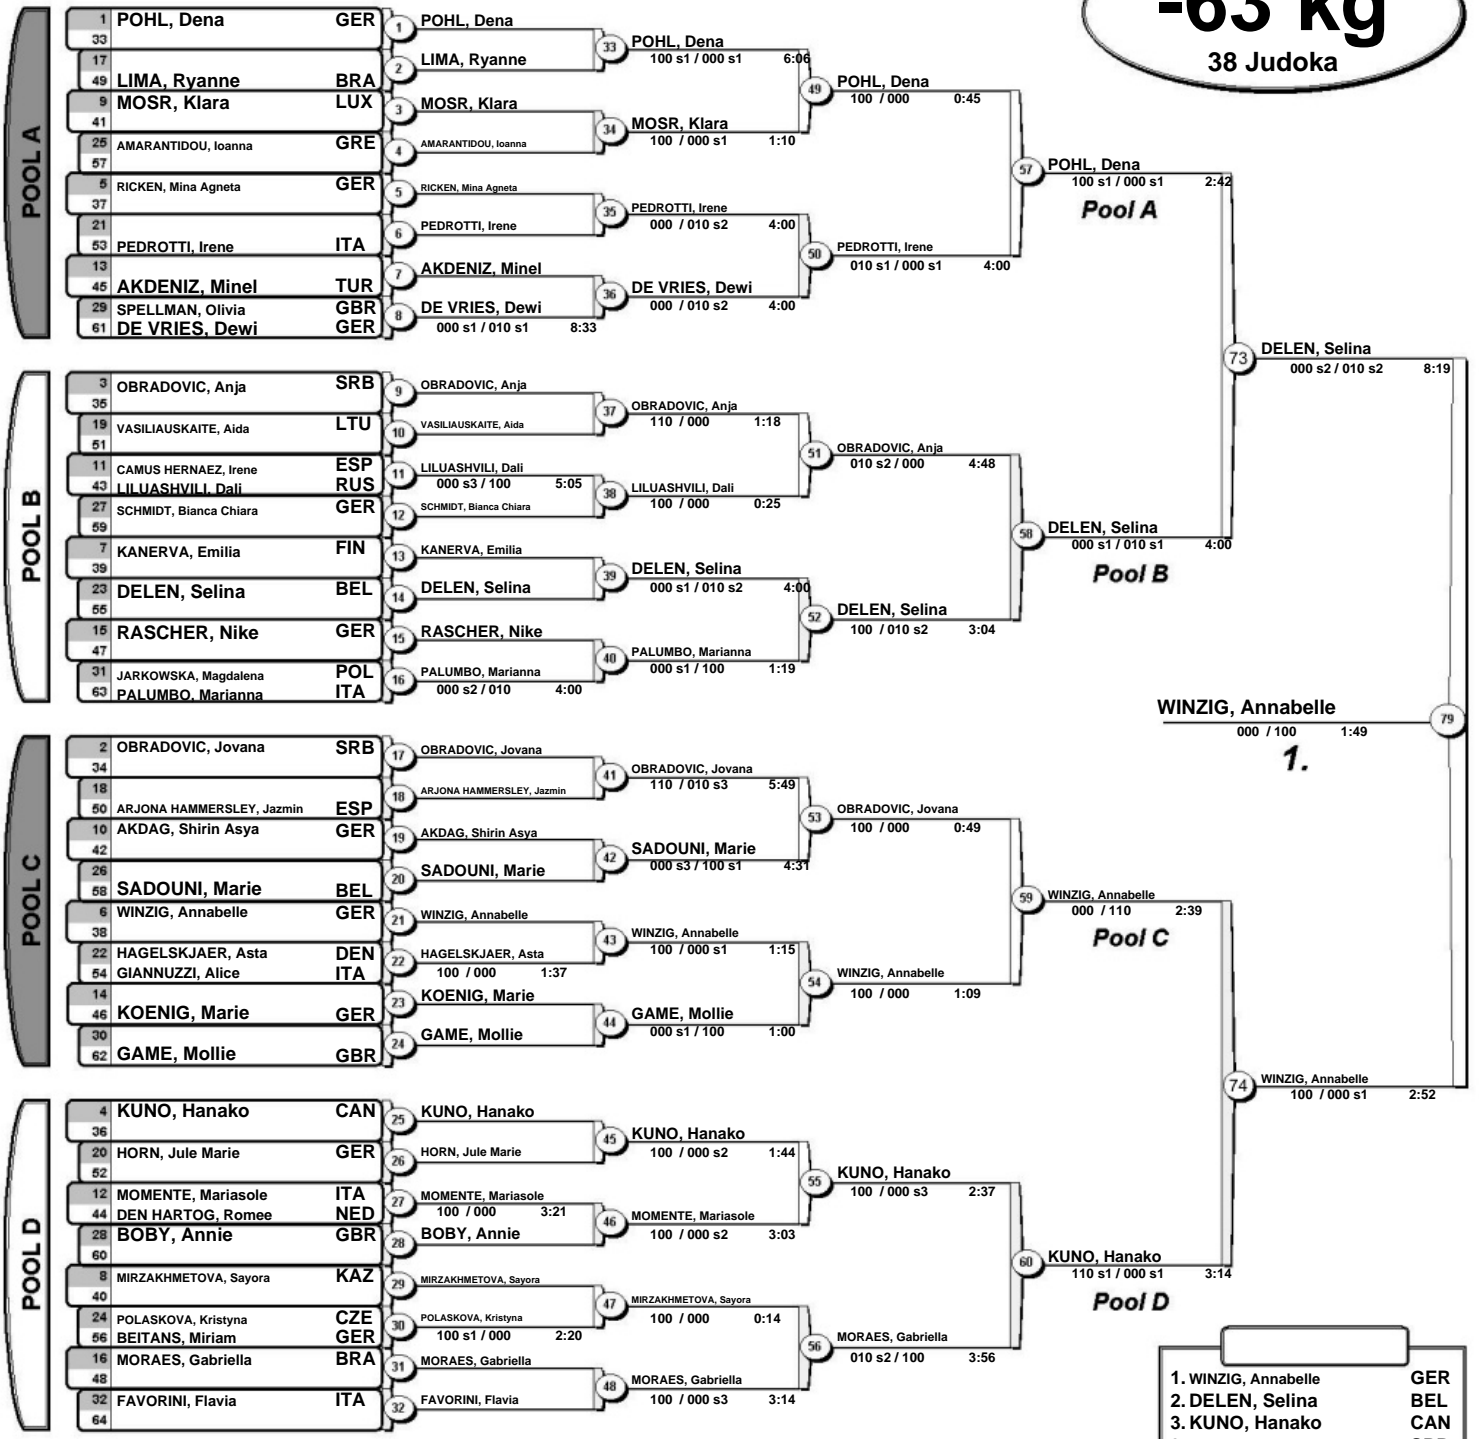 -63 kg
38 Judoka
POOL A
1 POHL, Dena GER
33
17
49 LIMA, Ryanne BRA
9 MOSR, Klara LUX
41
25 AMARANTIDOU, Ioanna GRE
57
5 RICKEN, Mina Agneta GER
37
21
53 PEDROTTI, Irene ITA
13
45 AKDENIZ, Minel TUR
29 SPELLMAN, Olivia GBR
61 DE VRIES, Dewi GER
1 POHL, Dena
2 LIMA, Ryanne
3 MOSR, Klara
4 AMARANTIDOU, Ioanna
5 RICKEN, Mina Agneta
6 PEDROTTI, Irene
7 AKDENIZ, Minel
8 DE VRIES, Dewi
000 s1 / 010 s1 8:33
33 POHL, Dena
100 s1 / 000 s1 6:06
34 MOSR, Klara
100 / 000 s1 1:10
35 PEDROTTI, Irene
000 / 010 s2 4:00
36 DE VRIES, Dewi
000 / 010 s2 4:00
49 POHL, Dena
100 / 000 0:45
50 PEDROTTI, Irene
010 s1 / 000 s1 4:00
57 POHL, Dena
100 s1 / 000 s1 2:42
Pool A
POOL B
3 OBRADOVIC, Anja SRB
35
19 VASILIAUSKAITE, Aida LTU
51
11 CAMUS HERNAEZ, Irene ESP
43 LILUASHVILI, Dali RUS
27 SCHMIDT, Bianca Chiara GER
59
7 KANERVA, Emilia FIN
39
23 DELEN, Selina BEL
55
15 RASCHER, Nike GER
47
31 JARKOWSKA, Magdalena POL
63 PALUMBO, Marianna ITA
9 OBRADOVIC, Anja
10 VASILIAUSKAITE, Aida
11 LILUASHVILI, Dali
000 s3 / 100 5:05
12 SCHMIDT, Bianca Chiara
13 KANERVA, Emilia
14 DELEN, Selina
15 RASCHER, Nike
16 PALUMBO, Marianna
000 s2 / 010 4:00
37 OBRADOVIC, Anja
110 / 000 1:18
38 LILUASHVILI, Dali
100 / 000 0:25
39 DELEN, Selina
000 s1 / 010 s2 4:00
40 PALUMBO, Marianna
000 s1 / 100 1:19
51 OBRADOVIC, Anja
010 s2 / 000 4:48
52 DELEN, Selina
100 / 010 s2 3:04
58 DELEN, Selina
000 s1 / 010 s1 4:00
Pool B
73 DELEN, Selina
000 s2 / 010 s2 8:19
POOL C
2 OBRADOVIC, Jovana SRB
34
18
50 ARJONA HAMMERSLEY, Jazmin ESP
10 AKDAG, Shirin Asya GER
42
26
58 SADOUNI, Marie BEL
6 WINZIG, Annabelle GER
38
22 HAGELSKJAER, Asta DEN
54 GIANNUZZI, Alice ITA
14
46 KOENIG, Marie GER
30
62 GAME, Mollie GBR
17 OBRADOVIC, Jovana
18 ARJONA HAMMERSLEY, Jazmin
19 AKDAG, Shirin Asya
20 SADOUNI, Marie
21 WINZIG, Annabelle
22 HAGELSKJAER, Asta
100 / 000 1:37
23 KOENIG, Marie
24 GAME, Mollie
41 OBRADOVIC, Jovana
110 / 010 s3 5:49
42 SADOUNI, Marie
000 s3 / 100 s1 4:31
43 WINZIG, Annabelle
100 / 000 s1 1:15
44 GAME, Mollie
000 s1 / 100 1:00
53 OBRADOVIC, Jovana
100 / 000 0:49
54 WINZIG, Annabelle
100 / 000 1:09
59 WINZIG, Annabelle
000 / 110 2:39
Pool C
POOL D
4 KUNO, Hanako CAN
36
20 HORN, Jule Marie GER
52
12 MOMENTE, Mariasole ITA
44 DEN HARTOG, Romee NED
28 BOBY, Annie GBR
60
8 MIRZAKHMETOVA, Sayora KAZ
40
24 POLASKOVA, Kristyna CZE
56 BEITANS, Miriam GER
16 MORAES, Gabriella BRA
48
32 FAVORINI, Flavia ITA
64
25 KUNO, Hanako
26 HORN, Jule Marie
27 MOMENTE, Mariasole
100 / 000 3:21
28 BOBY, Annie
29 MIRZAKHMETOVA, Sayora
30 POLASKOVA, Kristyna
100 s1 / 000 2:20
31 MORAES, Gabriella
32 FAVORINI, Flavia
45 KUNO, Hanako
100 / 000 s2 1:44
46 MOMENTE, Mariasole
100 / 000 s2 3:03
47 MIRZAKHMETOVA, Sayora
100 / 000 0:14
48 MORAES, Gabriella
100 / 000 s3 3:14
55 KUNO, Hanako
100 / 000 s3 2:37
56 MORAES, Gabriella
010 s2 / 100 3:56
60 KUNO, Hanako
110 s1 / 000 s1 3:14
Pool D
74 WINZIG, Annabelle
100 / 000 s1 2:52
79 WINZIG, Annabelle
000 / 100 1:49
1.
1. WINZIG, Annabelle GER
2. DELEN, Selina BEL
3. KUNO, Hanako CAN